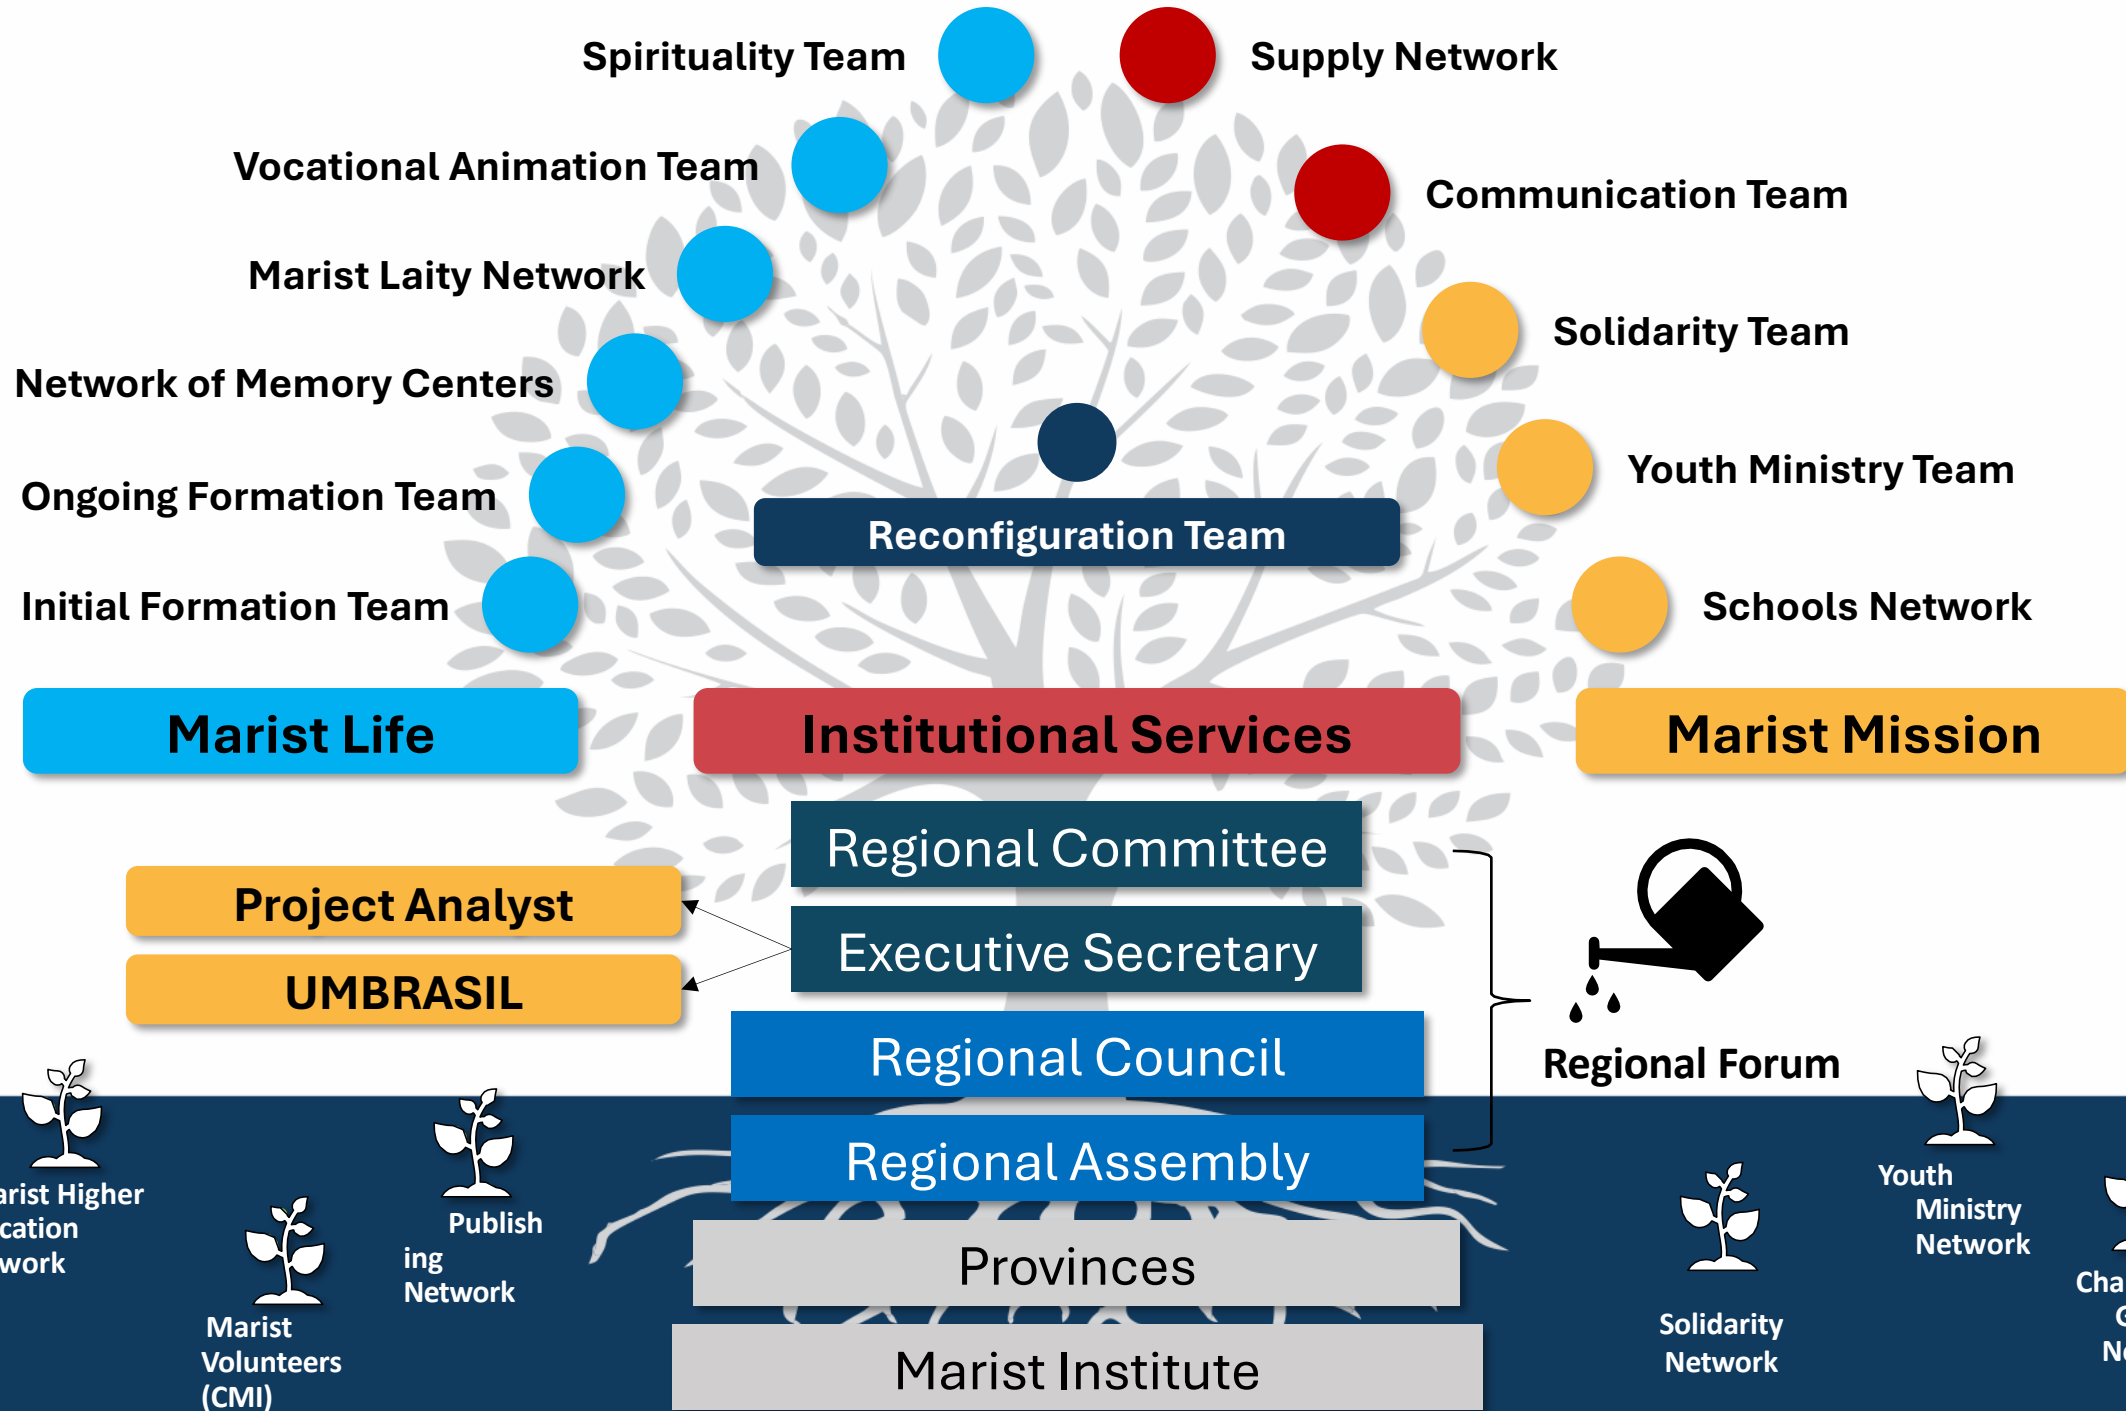 Spirituality Team
Supply Network
Vocational Animation Team
Communication Team
Marist Laity Network
Solidarity Team
Network of Memory Centers
Youth Ministry Team
Ongoing Formation Team
Reconfiguration Team
Initial Formation Team
Schools Network
Marist Life
Institutional Services
Marist Mission
Regional Committee
Project Analyst
Executive Secretary
UMBRASIL
Regional Council
Regional Forum
Regional Assembly
Higher
Publish
ing
Network
Marist
Volunteers
(CMI)
Provinces
Marist Institute
Solidarity
Network
Youth
Ministry
Network